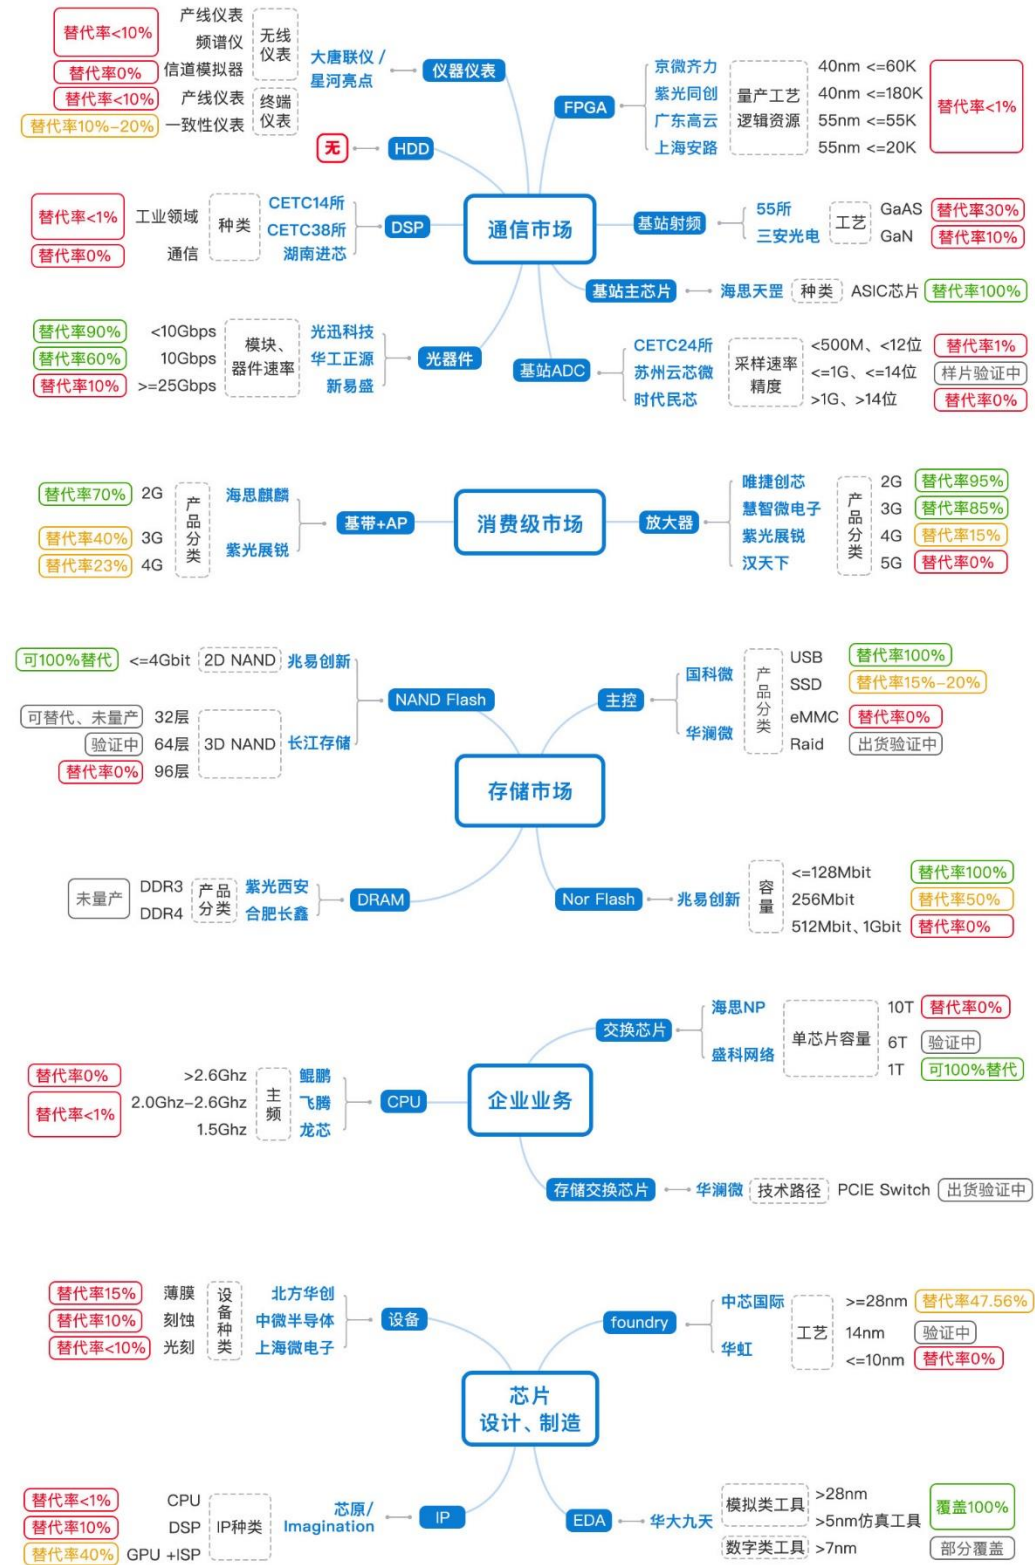 通信市场
仪器仪表
大唐联仪 /
星河亮点
无线
仪表
产线仪表
频谱仪
替代率<10%
信道模拟器
替代率0%
终端
仪表
产线仪表
替代率<10%
一致性仪表
替代率10%-20%
HDD
无
DSP
CETC14所
CETC38所
湖南进芯
种类
工业领域
替代率<1%
通信
替代率0%
光器件
光迅科技
华工正源
新易盛
模块、
器件速率
<10Gbps
替代率90%
10Gbps
替代率60%
>=25Gbps
替代率10%
FPGA
京微齐力
紫光同创
广东高云
上海安路
量产工艺
逻辑资源
40nm <=60K
40nm <=180K
55nm <=55K
55nm <=20K
替代率<1%
基站射频
55所
三安光电
工艺
GaAS
替代率30%
GaN
替代率10%
基站主芯片
海思天罡
种类
ASIC芯片
替代率100%
基站ADC
CETC24所
苏州云芯微
时代民芯
采样速率
精度
<500M、<12位
替代率1%
<=1G、<=14位
样片验证中
>1G、>14位
替代率0%
消费级市场
基带+AP
海思麒麟
紫光展锐
产品分类
2G
替代率70%
3G
替代率40%
4G
替代率23%
放大器
唯捷创芯
慧智微电子
紫光展锐
汉天下
产品分类
2G
替代率95%
3G
替代率85%
4G
替代率15%
5G
替代率0%
存储市场
NAND Flash
兆易创新
2D NAND
<=4Gbit
可100%替代
长江存储
3D NAND
32层
可替代、未量产
64层
验证中
96层
替代率0%
DRAM
紫光西安
合肥长鑫
产品
分类
DDR3
DDR4
未量产
主控
国科微
华澜微
产品分类
USB
替代率100%
SSD
替代率15%-20%
eMMC
替代率0%
Raid
出货验证中
Nor Flash
兆易创新
容量
<=128Mbit
替代率100%
256Mbit
替代率50%
512Mbit、1Gbit
替代率0%
企业业务
CPU
鲲鹏
飞腾
龙芯
主频
>2.6Ghz
替代率0%
2.0Ghz-2.6Ghz
1.5Ghz
替代率<1%
交换芯片
海思NP
盛科网络
单芯片容量
10T
替代率0%
6T
验证中
1T
可100%替代
存储交换芯片
华澜微
技术路径
PCIE Switch
出货验证中
芯片
设计、制造
设备
北方华创
中微半导体
上海微电子
设备种类
薄膜
替代率15%
刻蚀
替代率10%
光刻
替代率<10%
IP
芯原/
Imagination
IP种类
CPU
替代率<1%
DSP
替代率10%
GPU +ISP
替代率40%
foundry
中芯国际
华虹
工艺
>=28nm
替代率47.56%
14nm
验证中
<=10nm
替代率0%
EDA
华大九天
模拟类工具
>28nm
>5nm仿真工具
覆盖100%
数字类工具
>7nm
部分覆盖